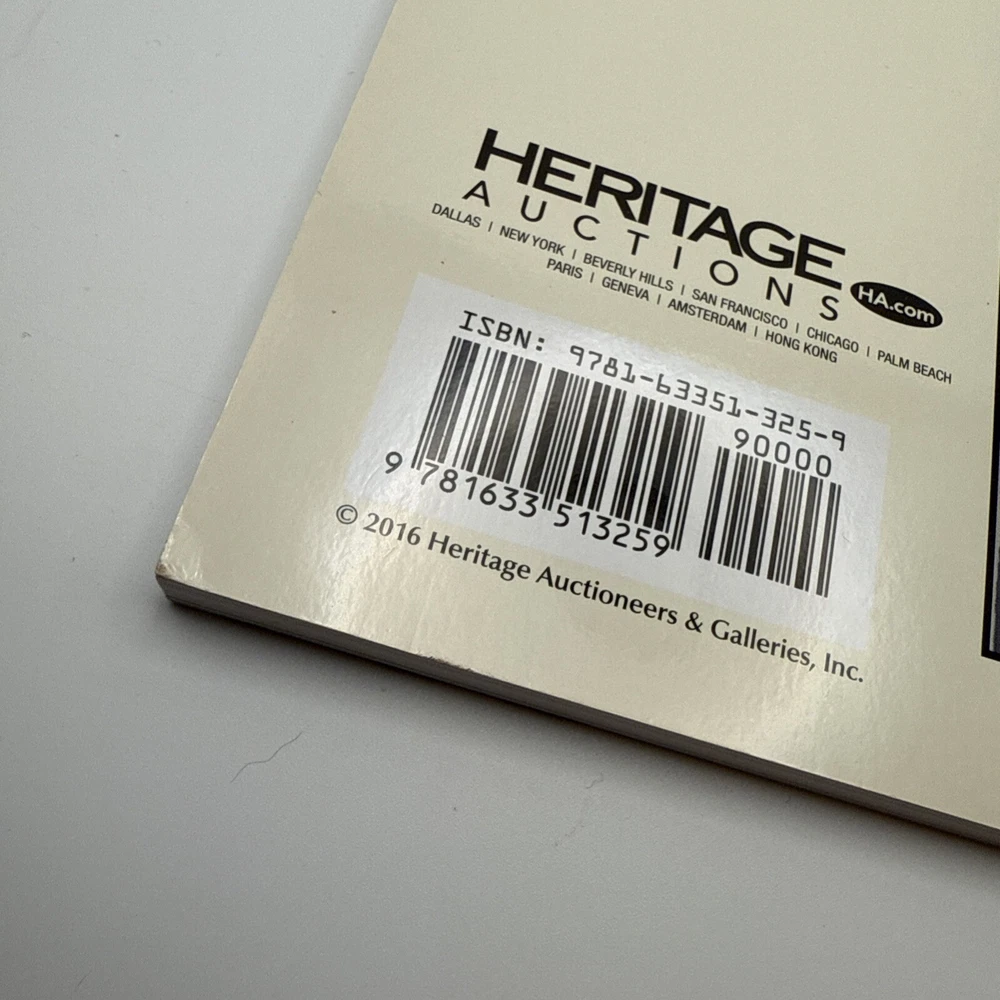 HERITAGE
AUCTIONS
HA.com
DALLAS | NEW YORK | BEVERLY HILLS | SAN FRANCISCO | CHICAGO | PALM BEACH
PARIS | GENEVA | AMSTERDAM | HONG KONG
ISBN: 9781-63351-325-9
90000
9 781633 513259
© 2016 Heritage Auctioneers & Galleries, Inc.